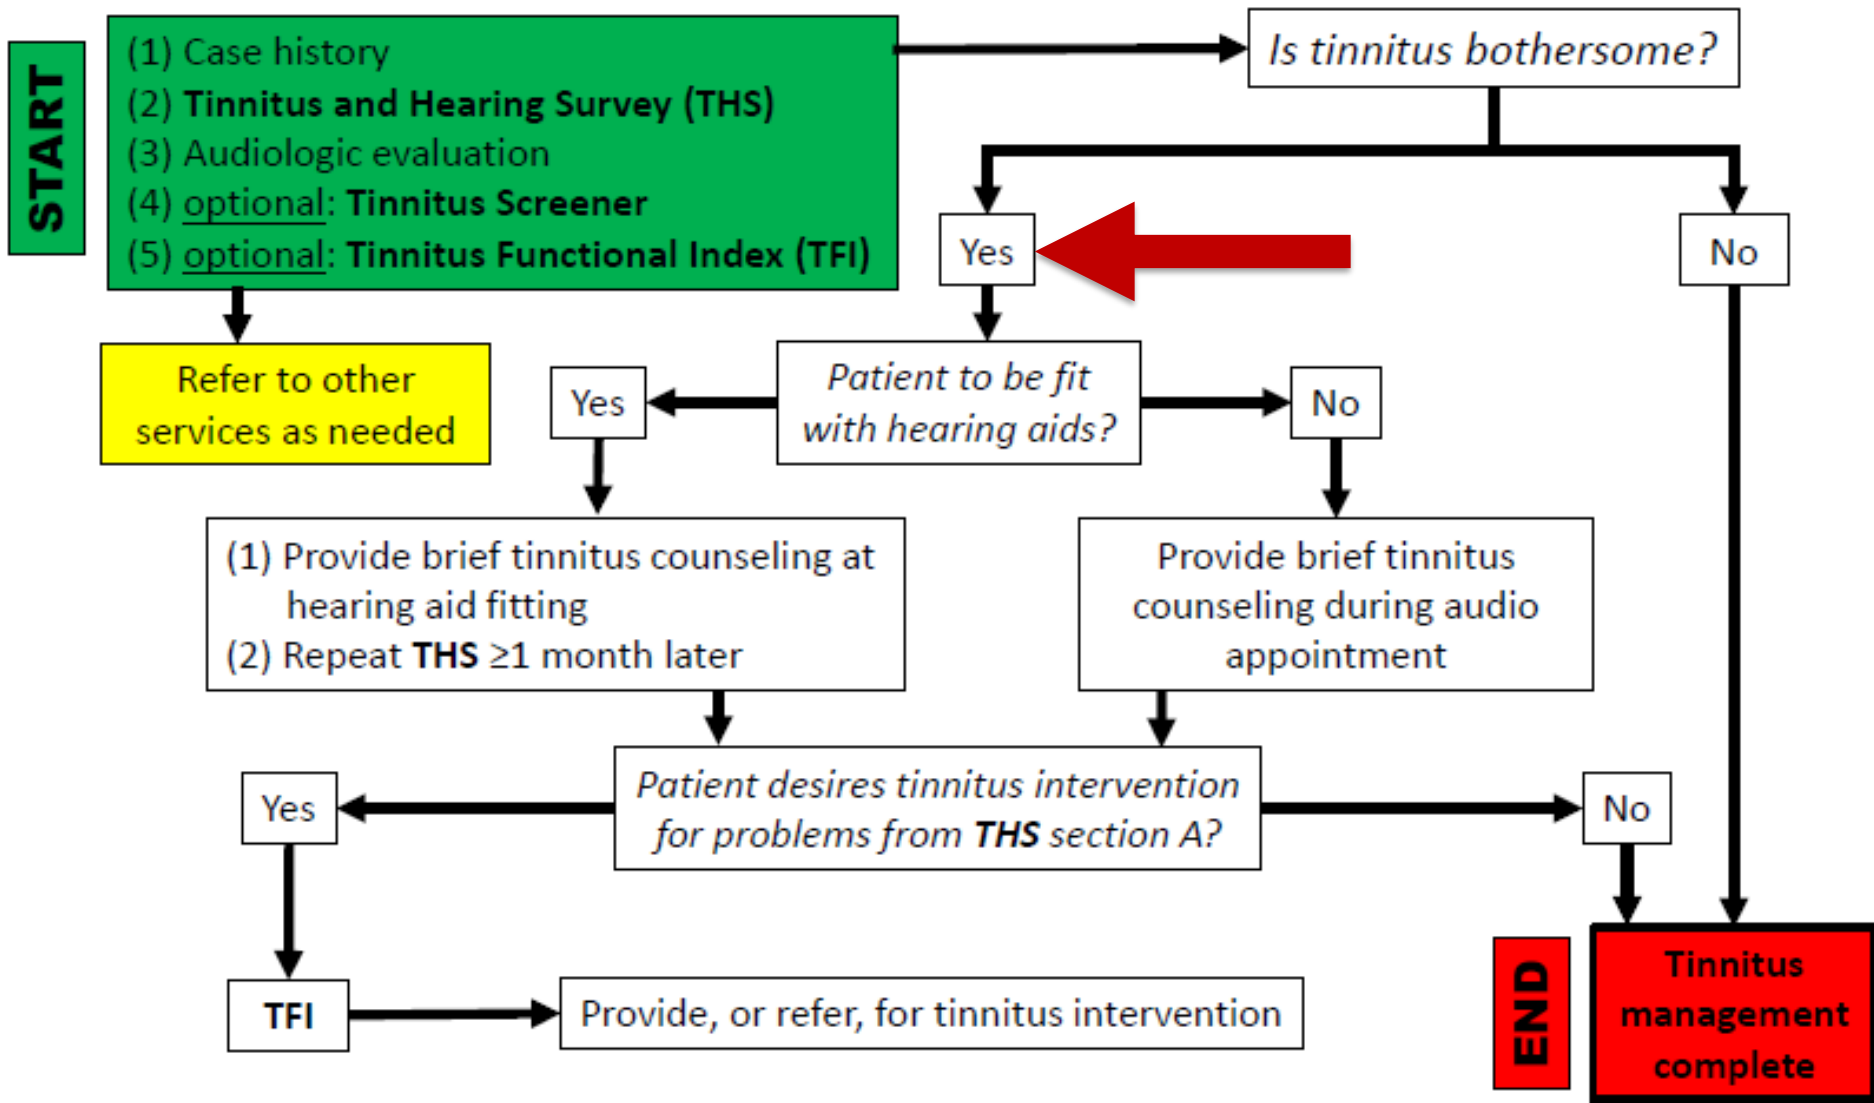 START
(1) Case history
(2) Tinnitus and Hearing Survey (THS)
(3) Audiologic evaluation
(4) optional: Tinnitus Screener
(5) optional: Tinnitus Functional Index (TFI)
Is tinnitus bothersome?
Yes
No
Refer to other
services as needed
Yes
Patient to be fit
with hearing aids?
No
(1) Provide brief tinnitus counseling at
hearing aid fitting
(2) Repeat THS ≥1 month later
Provide brief tinnitus
counseling during audio
appointment
Yes
Patient desires tinnitus intervention
for problems from THS section A?
No
TFI
Provide, or refer, for tinnitus intervention
END
Tinnitus
management
complete